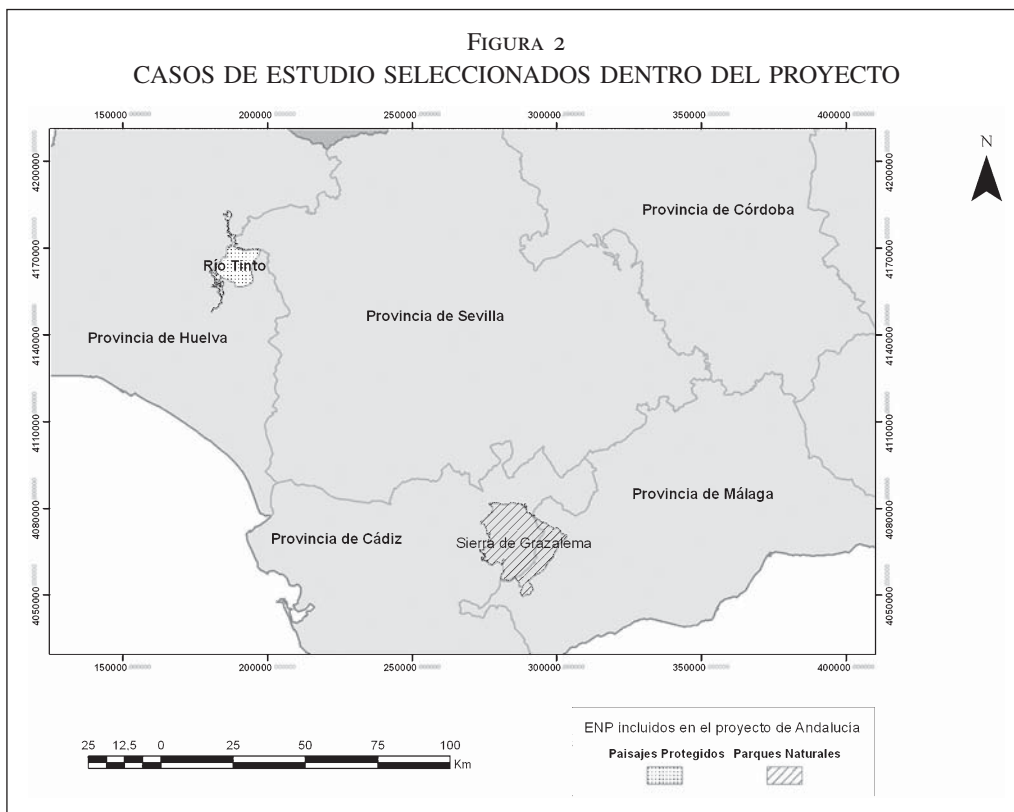 FIGURA 2
CASOS DE ESTUDIO SELECCIONADOS DENTRO DEL PROYECTO
150000 200000 250000 300000 350000 400000
N
4200000 4200000
Provincia de Córdoba
4170000 4170000
Río Tinto
Provincia de Sevilla
Provincia de Huelva
4140000 4140000
4110000 4110000
Provincia de Málaga
4080000 4080000
Provincia de Cádiz
Sierra de Grazalema
4050000 4050000
150000 200000 250000 300000 350000 400000
ENP incluidos en el proyecto de Andalucía
25 12,5 0 25 50 75 100
Km
Paisajes Protegidos Parques Naturales